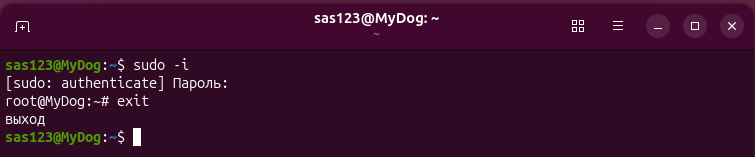 sas123@MyDog: ~
~
sas123@MyDog:~$ sudo -i
[sudo: authenticate] Пароль:
root@MyDog:~# exit
выход
sas123@MyDog:~$